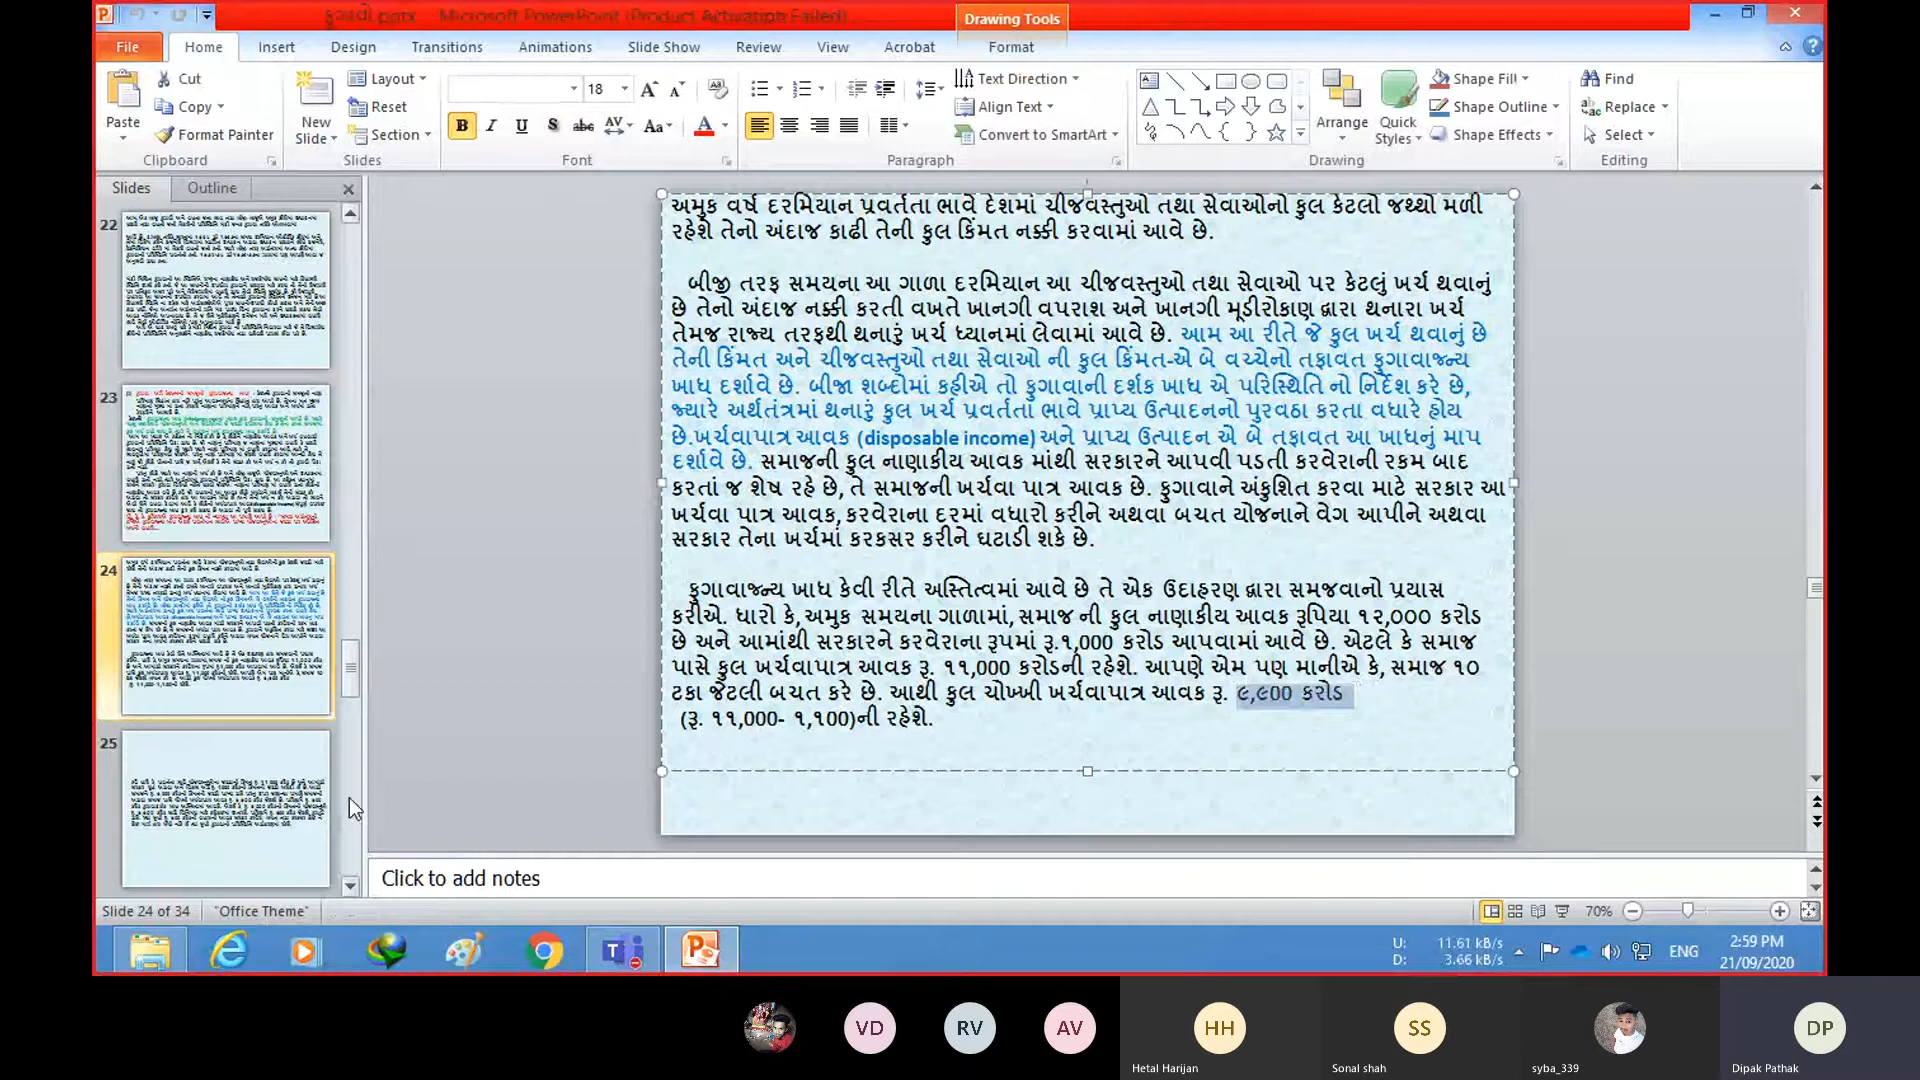 ફુગાવો.pptx - Microsoft PowerPoint (Product Activation Failed)
Drawing Tools
File Home Insert Design Transitions Animations Slide Show Review View Acrobat Format
Paste
Cut
Copy
Format Painter
Clipboard
New Slide
Layout
Reset
Section
Slides
18
Font
Text Direction
Align Text
Convert to SmartArt
Paragraph
Arrange
Quick Styles
Shape Fill
Shape Outline
Shape Effects
Drawing
Find
Replace
Select
Editing
Slides Outline
22
23
24
25
અમુક વર્ષ દરમિયાન પ્રવર્તતા ભાવે દેશમાં ચીજવસ્તુઓ તથા સેવાઓનો કુલ કેટલો જથ્થો મળી
રહેશે તેનો અંદાજ કાઢી તેની કુલ કિંમત નક્કી કરવામાં આવે છે.
બીજી તરફ સમયના આ ગાળા દરમિયાન આ ચીજવસ્તુઓ તથા સેવાઓ પર કેટલું ખર્ચ થવાનું
છે તેનો અંદાજ નક્કી કરતી વખતે ખાનગી વપરાશ અને ખાનગી મૂડીરોકાણ દ્વારા થનારા ખર્ચ
તેમજ રાજ્ય તરફથી થનારું ખર્ચ ધ્યાનમાં લેવામાં આવે છે. આમ આ રીતે જે કુલ ખર્ચ થવાનું છે
તેની કિંમત અને ચીજવસ્તુઓ તથા સેવાઓ ની કુલ કિંમત-એ બે વચ્ચેનો તફાવત ફુગાવાજન્ય
ખાધ દર્શાવે છે. બીજા શબ્દોમાં કહીએ તો ફુગાવાની દર્શક ખાધ એ પરિસ્થિતિ નો નિર્દેશ કરે છે,
જ્યારે અર્થતંત્રમાં થનારું કુલ ખર્ચ પ્રવર્તતા ભાવે પ્રાપ્ય ઉત્પાદનનો પુરવઠા કરતા વધારે હોય
છે.ખર્ચવાપાત્ર આવક (disposable income) અને પ્રાપ્ય ઉત્પાદન એ બે તફાવત આ ખાધનું માપ
દર્શાવે છે. સમાજની કુલ નાણાકીય આવક માંથી સરકારને આપવી પડતી કરવેરાની રકમ બાદ
કરતાં જ શેષ રહે છે, તે સમાજની ખર્ચવા પાત્ર આવક છે. ફુગાવાને અંકુશિત કરવા માટે સરકાર આ
ખર્ચવા પાત્ર આવક, કરવેરાના દરમાં વધારો કરીને અથવા બચત યોજનાને વેગ આપીને અથવા
સરકાર તેના ખર્ચમાં કરકસર કરીને ઘટાડી શકે છે.
ફુગાવાજન્ય ખાધ કેવી રીતે અસ્તિત્વમાં આવે છે તે એક ઉદાહરણ દ્વારા સમજવાનો પ્રયાસ
કરીએ. ધારો કે, અમુક સમયના ગાળામાં, સમાજ ની કુલ નાણાકીય આવક રૂપિયા ૧૨,૦૦૦ કરોડ
છે અને આમાંથી સરકારને કરવેરાના રૂપમાં રૂ.૧,૦૦૦ કરોડ આપવામાં આવે છે. એટલે કે સમાજ
પાસે કુલ ખર્ચવાપાત્ર આવક રૂ. ૧૧,૦૦૦ કરોડની રહેશે. આપણે એમ પણ માનીએ કે, સમાજ ૧૦
ટકા જેટલી બચત કરે છે. આથી કુલ ચોખ્ખી ખર્ચવાપાત્ર આવક રૂ. ૯,૯૦૦ કરોડ
(રૂ. ૧૧,૦૦૦- ૧,૧૦૦)ની રહેશે.
Click to add notes
Slide 24 of 34 "Office Theme" 70%
U: 11.61 kB/s
D: 3.66 kB/s
ENG
2:59 PM
21/09/2020
VD RV AV HH SS DP
Hetal Harijan Sonal shah syba_339 Dipak Pathak